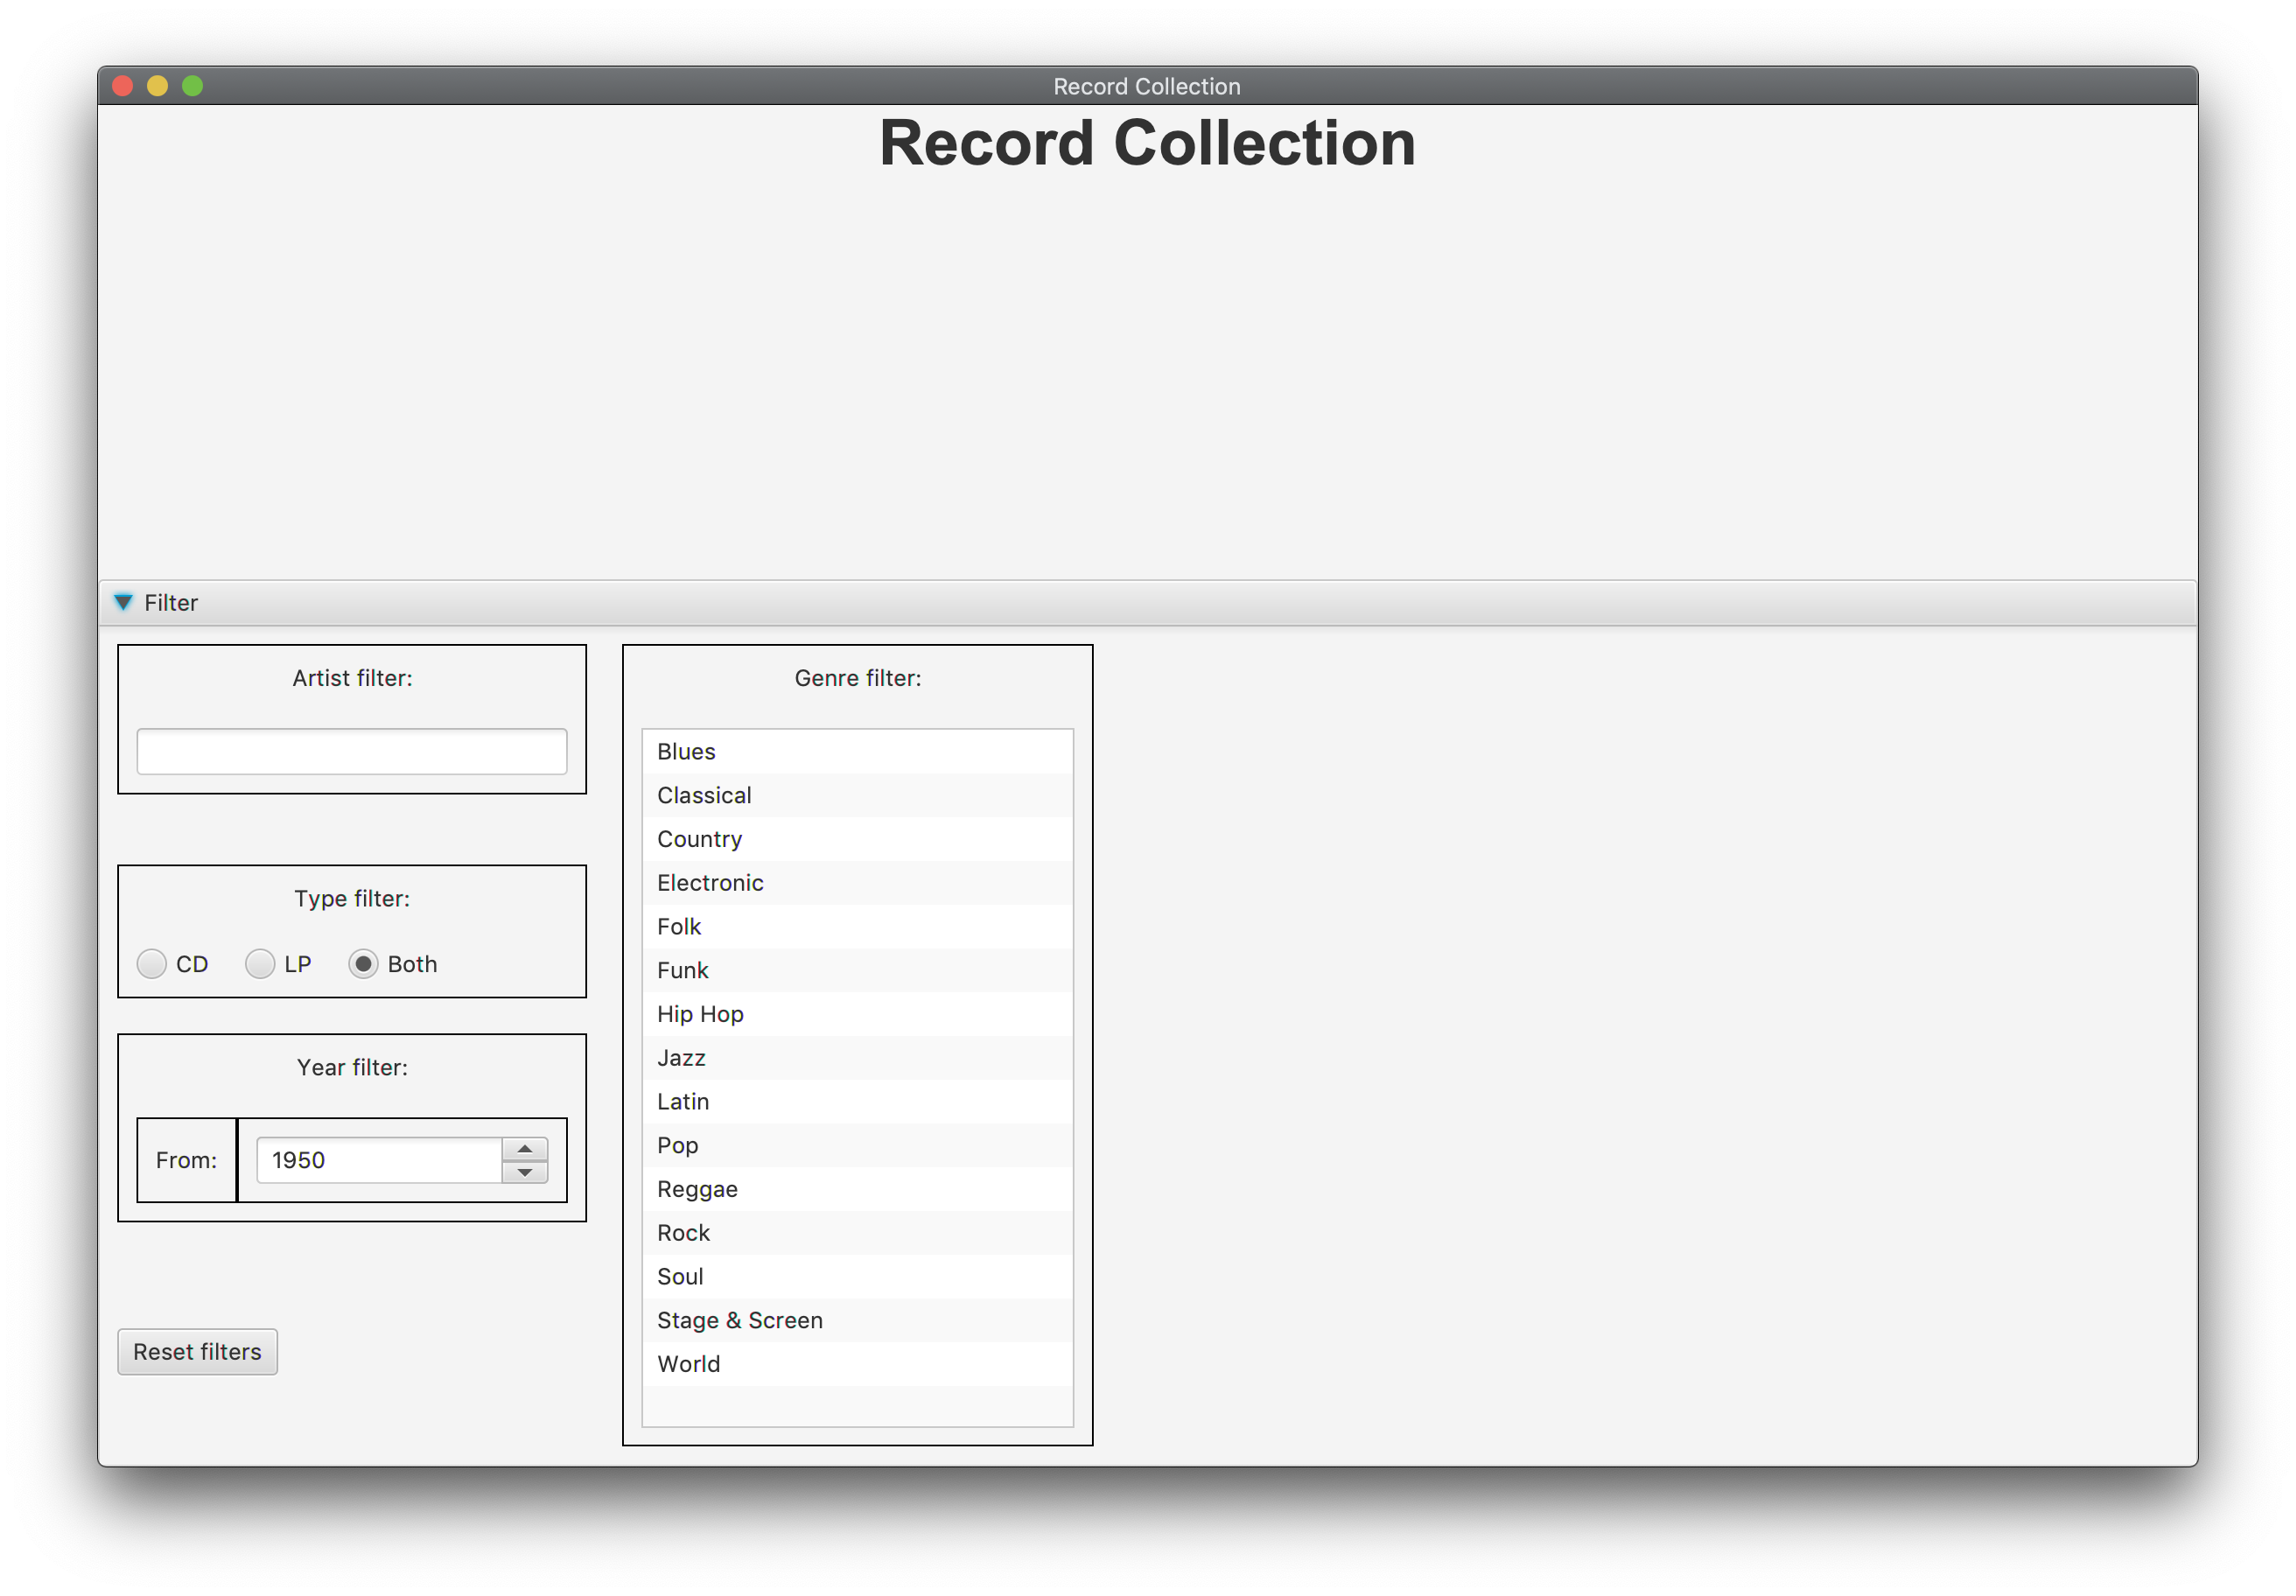 Record Collection
Record Collection
Filter
Artist filter:
Type filter:
CD LP Both
Year filter:
From: 1950
Reset filters
Genre filter:
Blues
Classical
Country
Electronic
Folk
Funk
Hip Hop
Jazz
Latin
Pop
Reggae
Rock
Soul
Stage & Screen
World